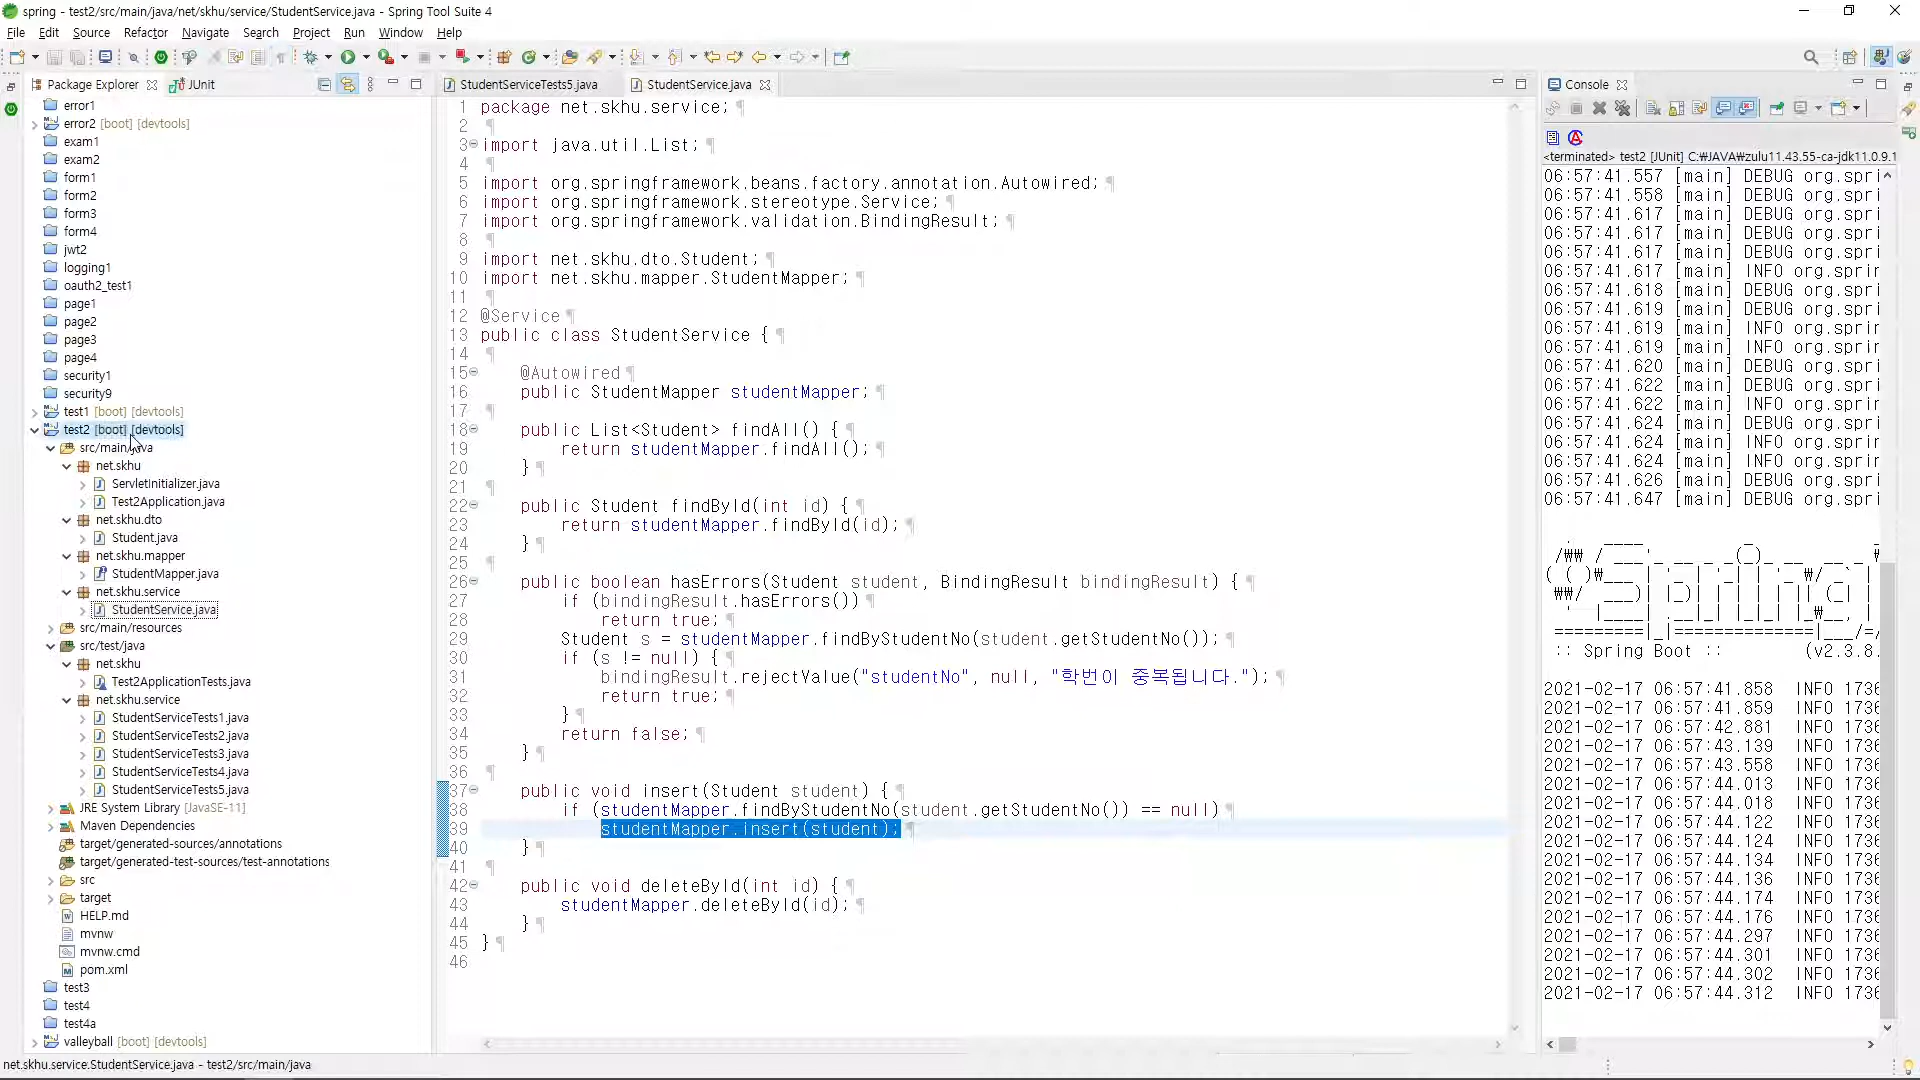 spring - test2/src/main/java/net/skhu/service/StudentService.java - Spring Tool Suite 4
File Edit Source Refactor Navigate Search Project Run Window Help
Package Explorer
JUnit
error1
error2 [boot] [devtools]
exam1
exam2
form1
form2
form3
form4
jwt2
logging1
oauth2_test1
page1
page2
page3
page4
security1
security9
test1 [boot] [devtools]
test2 [boot] [devtools]
src/main/java
net.skhu
ServletInitializer.java
Test2Application.java
net.skhu.dto
Student.java
net.skhu.mapper
StudentMapper.java
net.skhu.service
StudentService.java
src/main/resources
src/test/java
net.skhu
Test2ApplicationTests.java
net.skhu.service
StudentServiceTests1.java
StudentServiceTests2.java
StudentServiceTests3.java
StudentServiceTests4.java
StudentServiceTests5.java
JRE System Library [JavaSE-11]
Maven Dependencies
target/generated-sources/annotations
target/generated-test-sources/test-annotations
src
target
HELP.md
mvnw
mvnw.cmd
pom.xml
test3
test4
test4a
valleyball [boot] [devtools]
StudentServiceTests5.java
StudentService.java
1 package net.skhu.service;
2
3 import java.util.List;
4
5 import org.springframework.beans.factory.annotation.Autowired;
6 import org.springframework.stereotype.Service;
7 import org.springframework.validation.BindingResult;
8
9 import net.skhu.dto.Student;
10 import net.skhu.mapper.StudentMapper;
11
12 @Service
13 public class StudentService {
14
15 @Autowired
16 public StudentMapper studentMapper;
17
18 public List<Student> findAll() {
19 return studentMapper.findAll();
20 }
21
22 public Student findById(int id) {
23 return studentMapper.findById(id);
24 }
25
26 public boolean hasErrors(Student student, BindingResult bindingResult) {
27 if (bindingResult.hasErrors())
28 return true;
29 Student s = studentMapper.findByStudentNo(student.getStudentNo());
30 if (s != null) {
31 bindingResult.rejectValue("studentNo", null, "학번이 중복됩니다.");
32 return true;
33 }
34 return false;
35 }
36
37 public void insert(Student student) {
38 if (studentMapper.findByStudentNo(student.getStudentNo()) == null)
39 studentMapper.insert(student);
40 }
41
42 public void deleteById(int id) {
43 studentMapper.deleteById(id);
44 }
45 }
46
Console
<terminated> test2 [JUnit] C:₩JAVA₩zulu11.43.55-ca-jdk11.0.9.1
06:57:41.557 [main] DEBUG org.spri
06:57:41.558 [main] DEBUG org.spri
06:57:41.617 [main] DEBUG org.spri
06:57:41.617 [main] DEBUG org.spri
06:57:41.617 [main] DEBUG org.spri
06:57:41.617 [main] INFO org.sprin
06:57:41.618 [main] DEBUG org.spri
06:57:41.619 [main] DEBUG org.spri
06:57:41.619 [main] INFO org.sprin
06:57:41.619 [main] INFO org.sprin
06:57:41.620 [main] DEBUG org.spri
06:57:41.622 [main] DEBUG org.spri
06:57:41.622 [main] INFO org.sprin
06:57:41.624 [main] DEBUG org.spri
06:57:41.624 [main] INFO org.sprin
06:57:41.624 [main] INFO org.sprin
06:57:41.626 [main] DEBUG org.spri
06:57:41.647 [main] DEBUG org.spri
:: Spring Boot :: (v2.3.8.
2021-02-17 06:57:41.858 INFO 1736
2021-02-17 06:57:41.859 INFO 1736
2021-02-17 06:57:42.881 INFO 1736
2021-02-17 06:57:43.139 INFO 1736
2021-02-17 06:57:43.558 INFO 1736
2021-02-17 06:57:44.013 INFO 1736
2021-02-17 06:57:44.018 INFO 1736
2021-02-17 06:57:44.122 INFO 1736
2021-02-17 06:57:44.124 INFO 1736
2021-02-17 06:57:44.134 INFO 1736
2021-02-17 06:57:44.136 INFO 1736
2021-02-17 06:57:44.174 INFO 1736
2021-02-17 06:57:44.176 INFO 1736
2021-02-17 06:57:44.297 INFO 1736
2021-02-17 06:57:44.301 INFO 1736
2021-02-17 06:57:44.302 INFO 1736
2021-02-17 06:57:44.312 INFO 1736
net.skhu.service.StudentService.java - test2/src/main/java